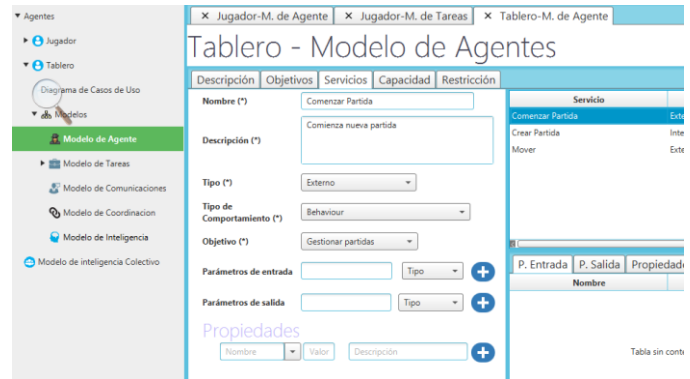 Agentes
Jugador
Tablero
Diagrama de Casos de Uso
Modelos
Modelo de Agente
Modelo de Tareas
Modelo de Comunicaciones
Modelo de Coordinacion
Modelo de Inteligencia
Modelo de inteligencia Colectivo
× Jugador-M. de Agente × Jugador-M. de Tareas × Tablero-M. de Agente
Tablero - Modelo de Agentes
Descripción Objetivos Servicios Capacidad Restricción
Nombre (*) Comenzar Partida
Descripción (*) Comienza nueva partida
Tipo (*) Externo
Tipo de Comportamiento (*) Behaviour
Objetivo (*) Gestionar partidas
Parámetros de entrada Tipo
Parámetros de salida Tipo
Propiedades
Nombre Valor Descripción
Servicio
Comenzar Partida Exte
Crear Partida Inte
Mover Exte
P. Entrada P. Salida Propiedade
Nombre
Tabla sin conte